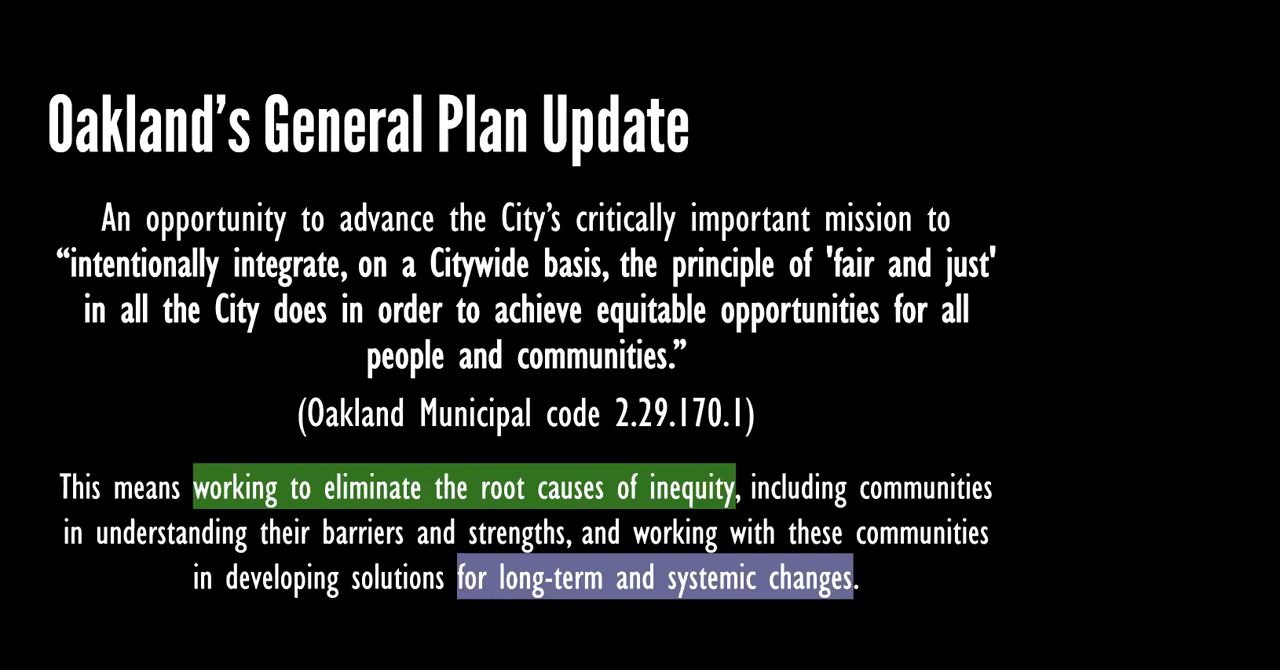 Oakland’s General Plan Update
An opportunity to advance the City’s critically important mission to
“intentionally integrate, on a Citywide basis, the principle of 'fair and just'
in all the City does in order to achieve equitable opportunities for all
people and communities.”
(Oakland Municipal code 2.29.170.1)
This means working to eliminate the root causes of inequity, including communities
in understanding their barriers and strengths, and working with these communities
in developing solutions for long-term and systemic changes.